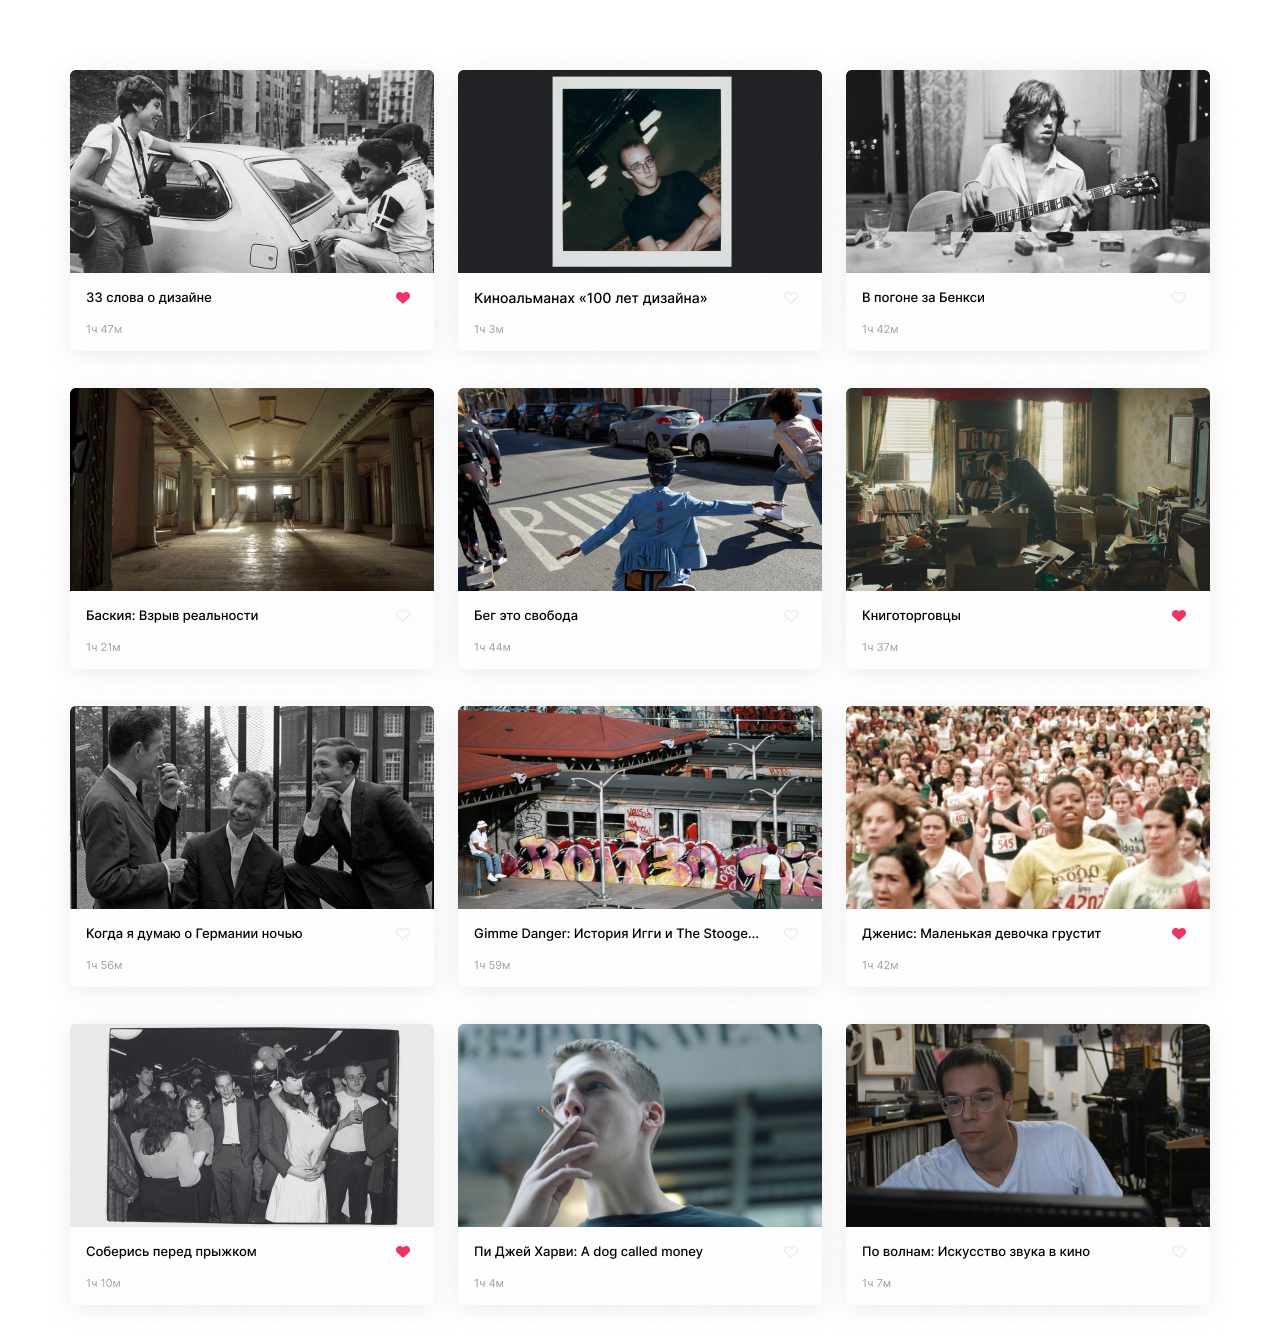 33 слова о дизайне
1ч 47м
Киноальманах «100 лет дизайна»
1ч 3м
В погоне за Бенкси
1ч 42м
Баския: Взрыв реальности
1ч 21м
Бег это свобода
1ч 44м
Книготорговцы
1ч 37м
545
4202
Когда я думаю о Германии ночью
1ч 56м
Gimme Danger: История Игги и The Stooge...
1ч 59м
Дженис: Маленькая девочка грустит
1ч 42м
Соберись перед прыжком
1ч 10м
Пи Джей Харви: A dog called money
1ч 4м
По волнам: Искусство звука в кино
1ч 7м